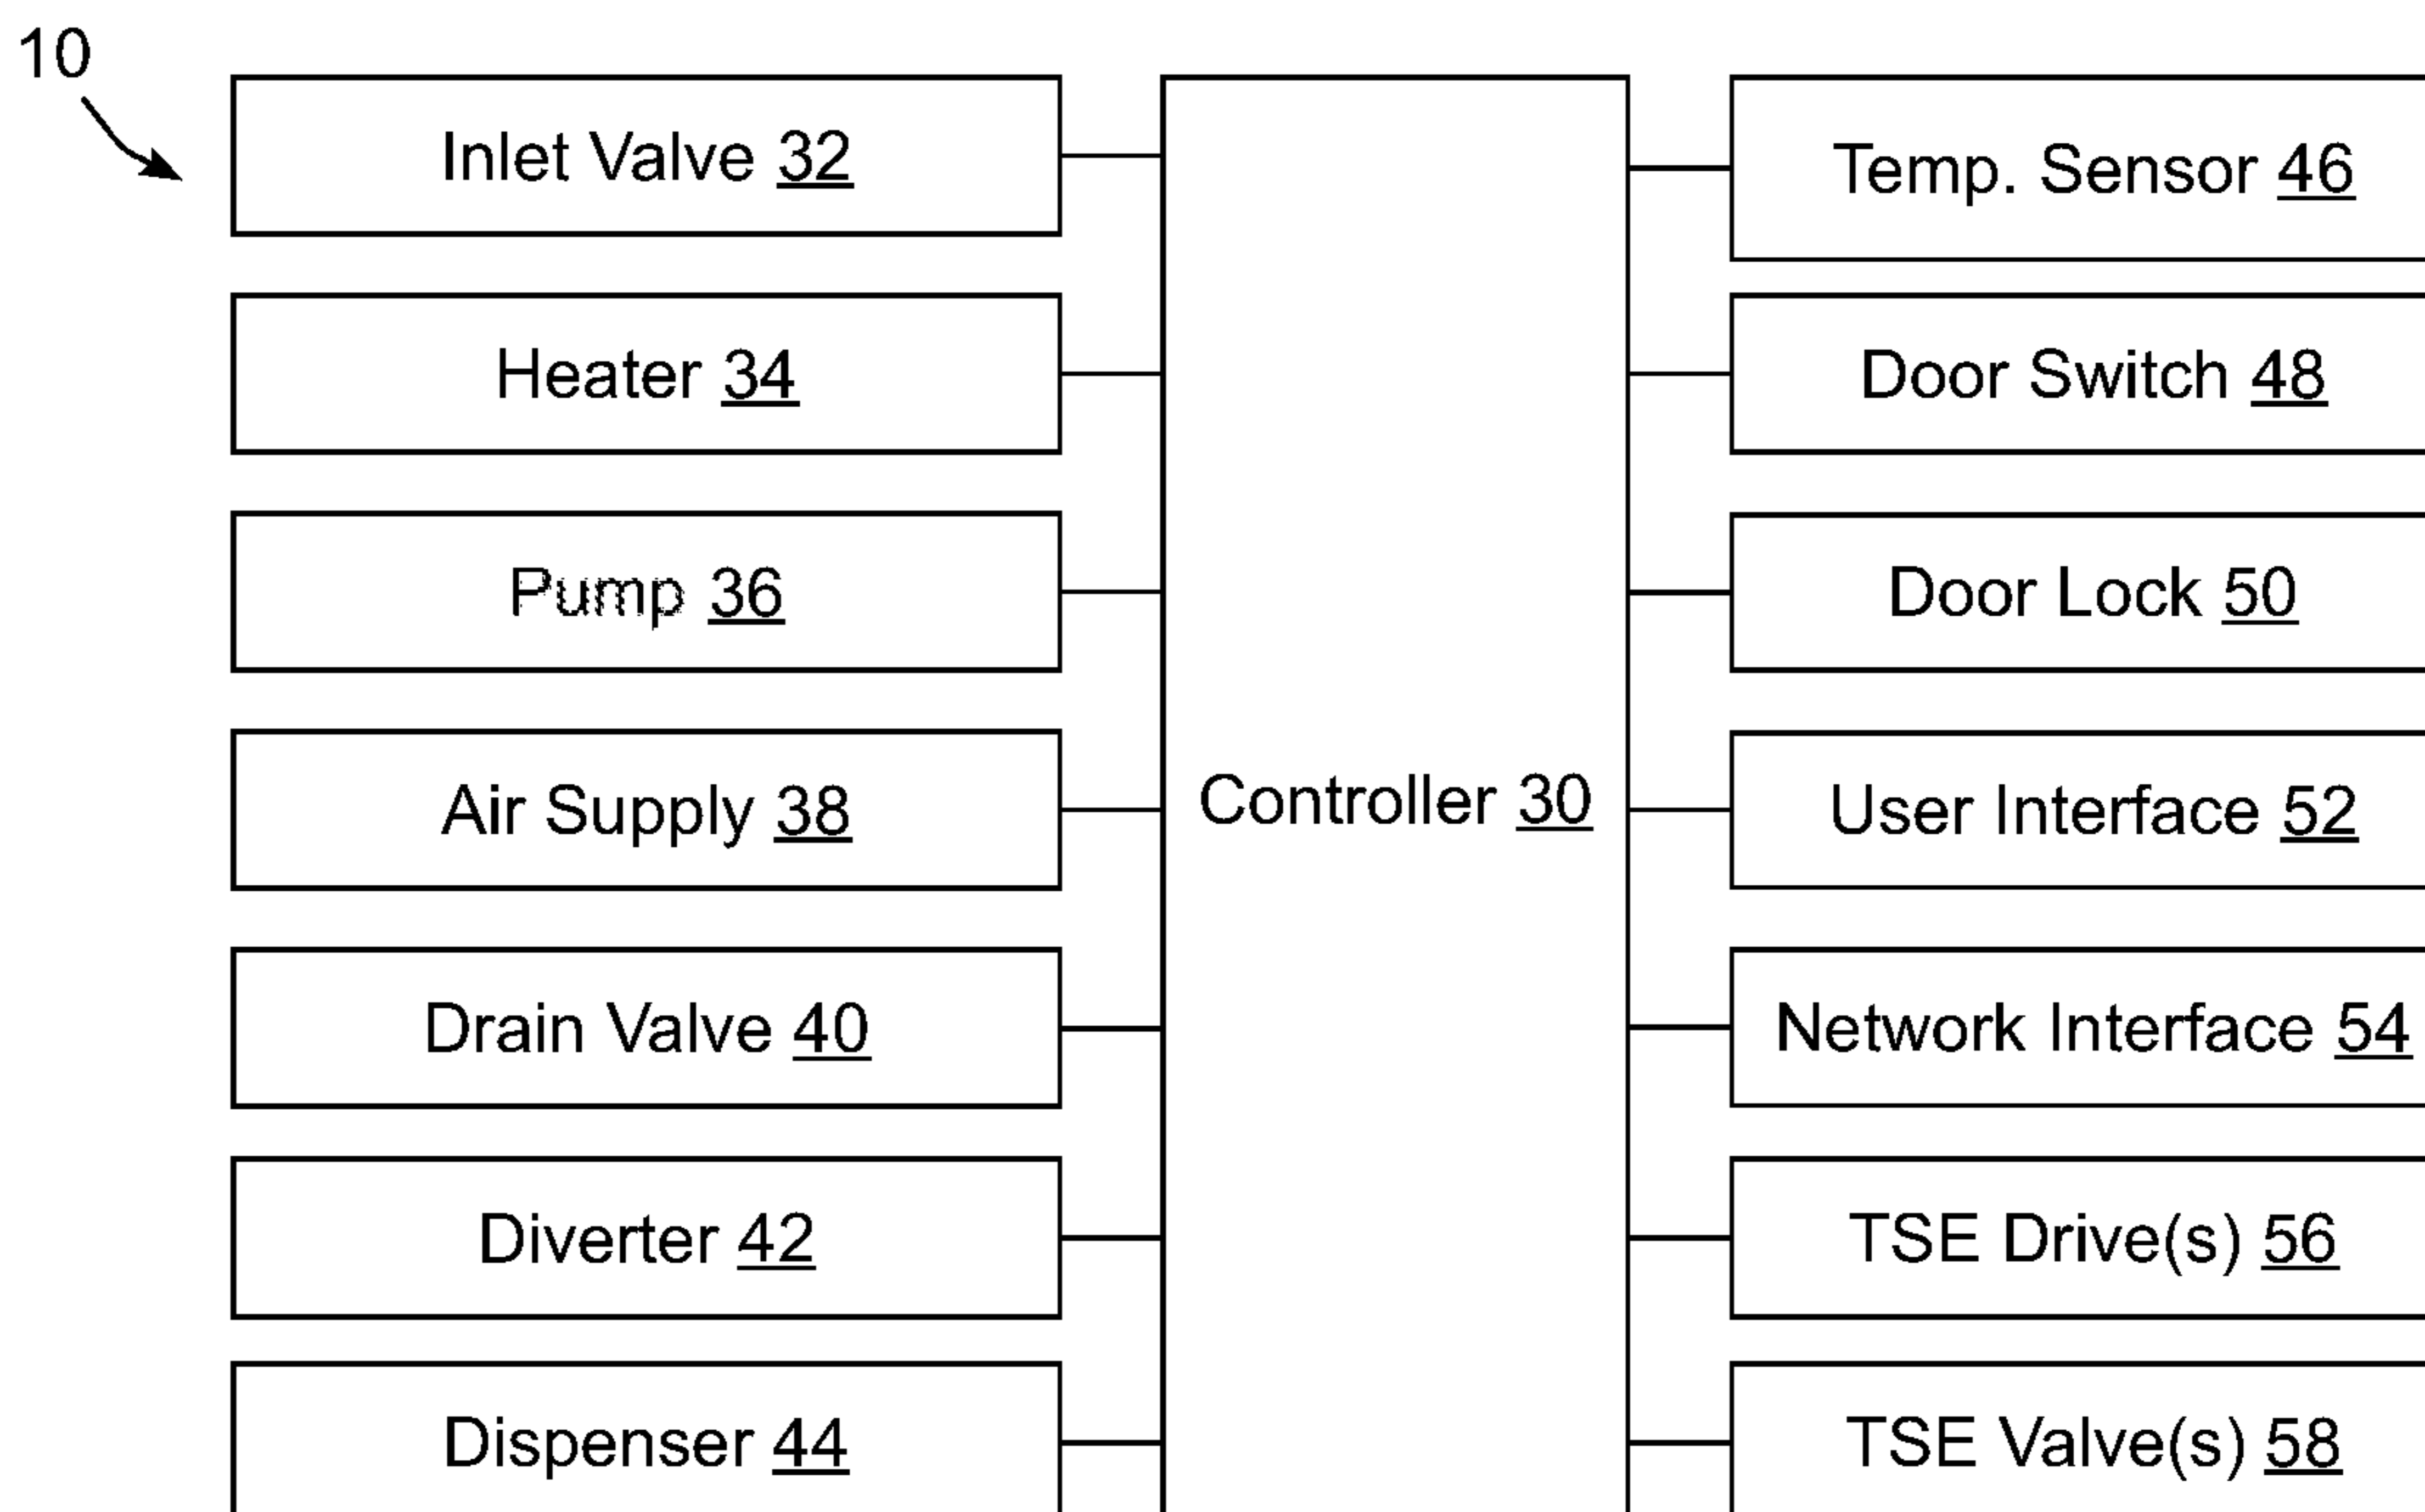 10
Inlet Valve 32
Heater 34
Pump 36
Air Supply 38
Drain Valve 40
Diverter 42
Dispenser 44
Controller 30
Temp. Sensor 46
Door Switch 48
Door Lock 50
User Interface 52
Network Interface 54
TSE Drive(s) 56
TSE Valve(s) 58